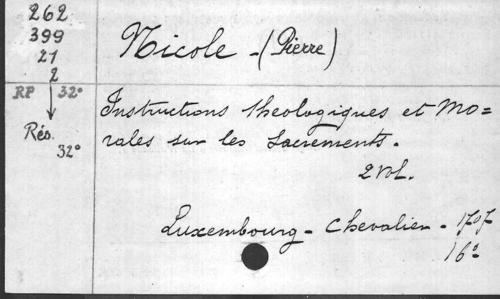 262
399
21
2
RP 32°
Rés.
32°
Nicole - (Pierre)
Instructions theologiques et Mo=
rales sur les Sacrements.
2 vol.
Luxembourg - Chevalier - 1707
16°